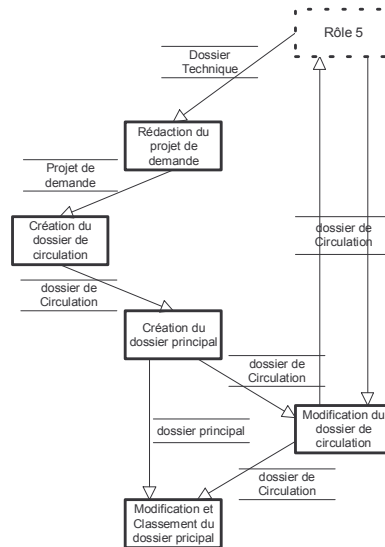 Rôle 5
Dossier
Technique
Rédaction du
projet de
demande
Projet de
demande
Création du
dossier de
circulation
dossier de
Circulation
dossier de
Circulation
Création du
dossier principal
dossier de
Circulation
Modification du
dossier de
circulation
dossier principal
dossier de
Circulation
Modification et
Classement du
dossier pricipal